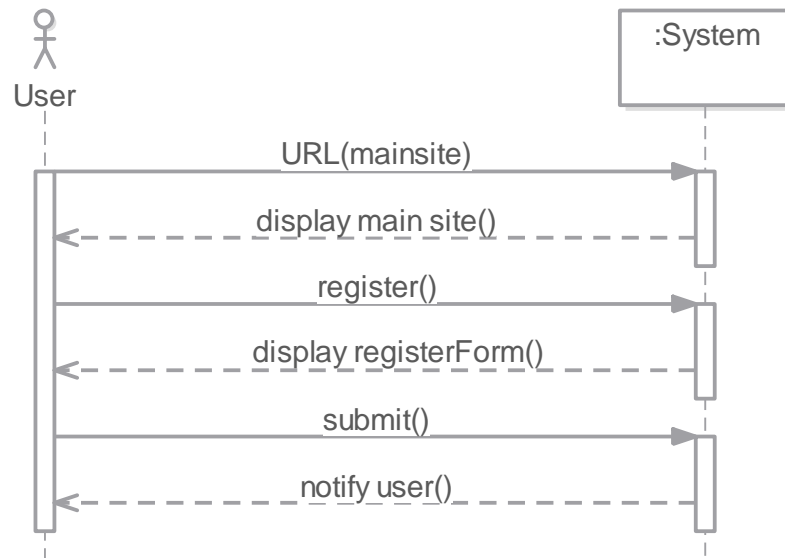 User
:System
URL(mainsite)
display main site()
register()
display registerForm()
submit()
notify user()